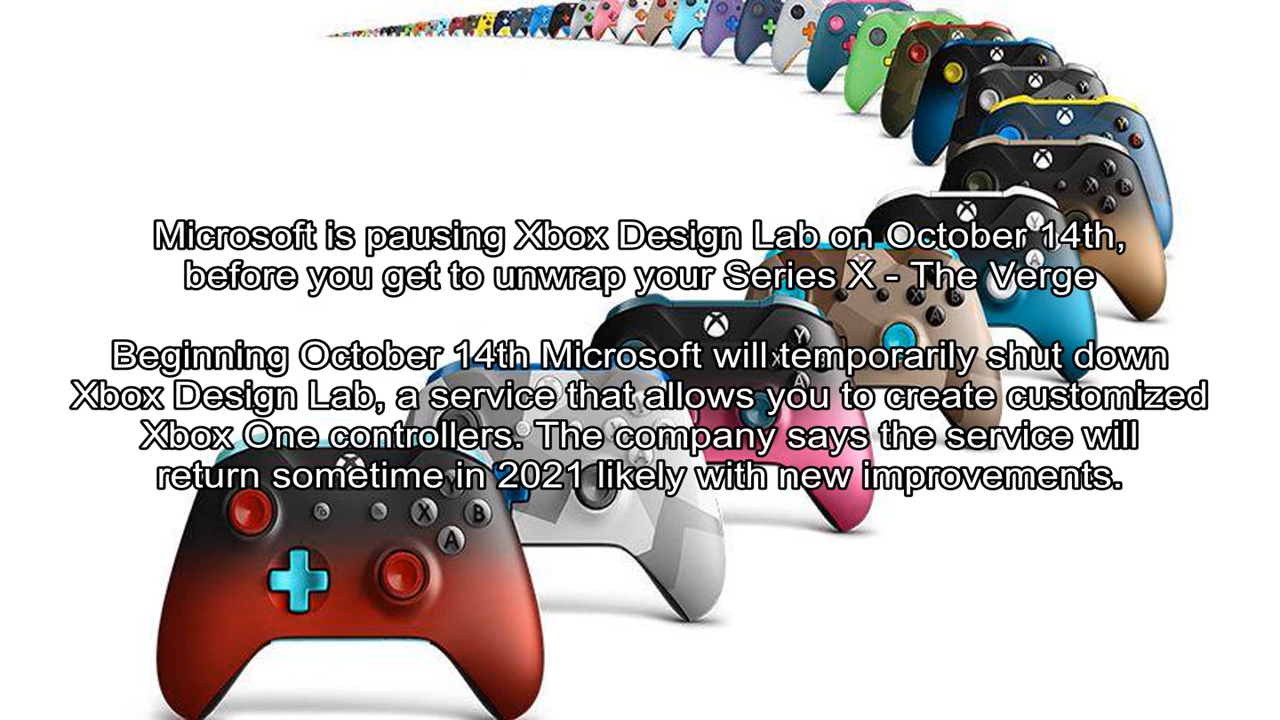 Microsoft is pausing Xbox Design Lab on October 14th,
before you get to unwrap your Series X - The Verge
Beginning October 14th Microsoft will temporarily shut down
Xbox Design Lab, a service that allows you to create customized
Xbox One controllers. The company says the service will
return sometime in 2021 likely with new improvements.
X B
A